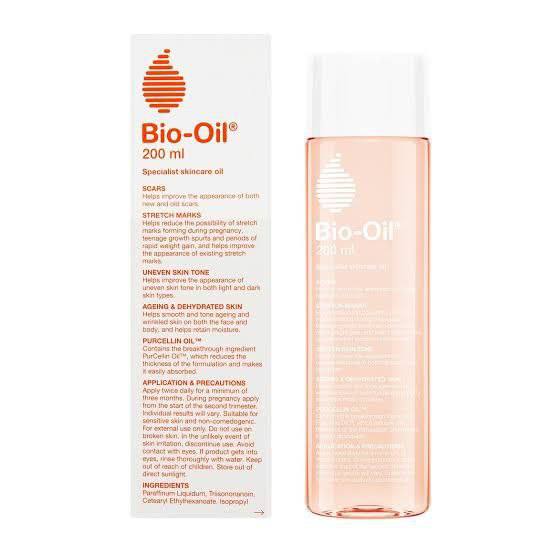 Bio-Oil®
200 ml
Specialist skincare oil
SCARS
Helps improve the appearance of both
new and old scars.
STRETCH MARKS
Helps reduce the possibility of stretch
marks forming during pregnancy,
teenage growth spurts and periods of
rapid weight gain, and helps improve
the appearance of existing stretch
marks.
UNEVEN SKIN TONE
Helps improve the appearance of
uneven skin tone in both light and dark
skin types.
AGEING & DEHYDRATED SKIN
Helps smooth and tone ageing and
wrinkled skin on both the face and
body, and helps retain moisture.
PURCELLIN OIL™
Contains the breakthrough ingredient
PurCellin Oil™, which reduces the
thickness of the formulation and makes
it easily absorbed.
APPLICATION & PRECAUTIONS
Apply twice daily for a minimum of
three months. During pregnancy apply
from the start of the second trimester.
Individual results will vary. Suitable for
sensitive skin and non-comedogenic.
For external use only. Do not use on
broken skin. In the unlikely event of
skin irritation, discontinue use. Avoid
contact with eyes. If product gets into
eyes, rinse thoroughly with water. Keep
out of reach of children. Store out of
direct sunlight.
INGREDIENTS
Paraffinum Liquidum, Triisononanoin,
Cetearyl Ethylhexanoate, Isopropyl
Bio-Oil®
200 ml
Specialist skincare oil